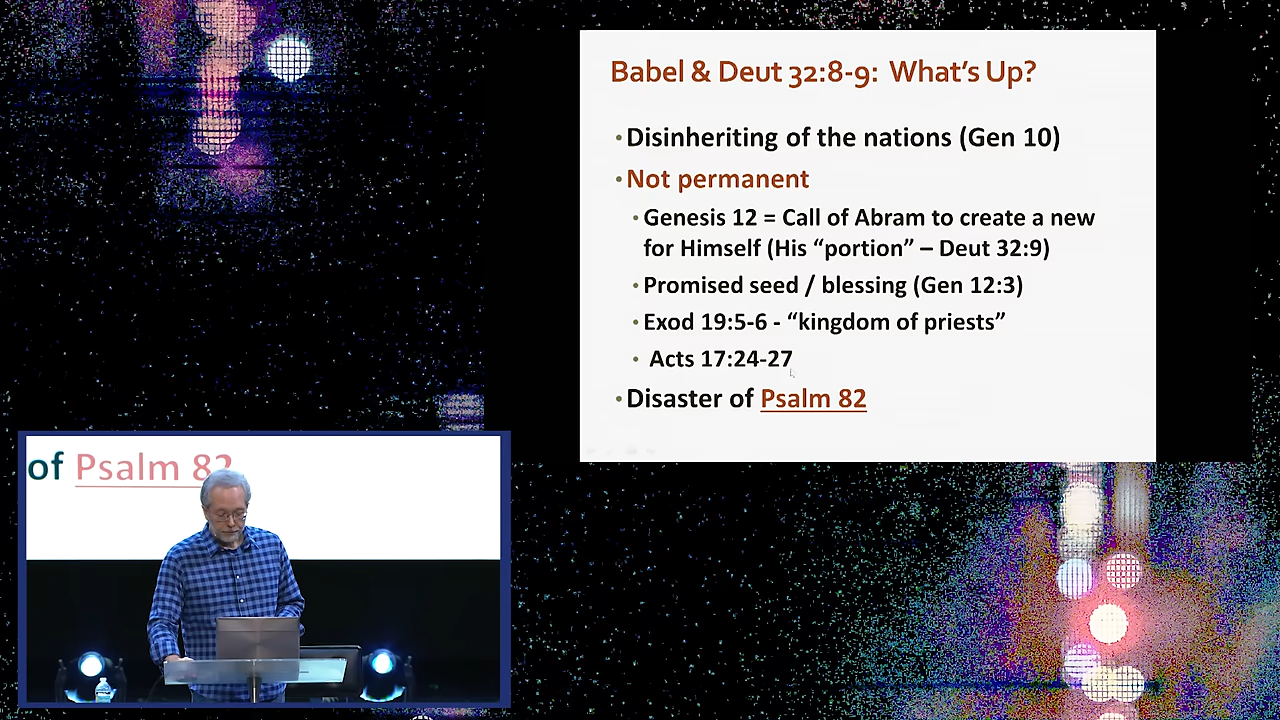 Babel & Deut 32:8-9: What's Up?
•Disinheriting of the nations (Gen 10)
•Not permanent
•Genesis 12 = Call of Abram to create a new
for Himself (His “portion” – Deut 32:9)
•Promised seed / blessing (Gen 12:3)
•Exod 19:5-6 - “kingdom of priests”
• Acts 17:24-27
•Disaster of Psalm 82
of Psalm 82